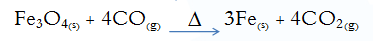 Fe₃O₄₍ₛ₎ + 4CO₍g₎ Δ→ 3Fe₍ₛ₎ + 4CO₂₍g₎